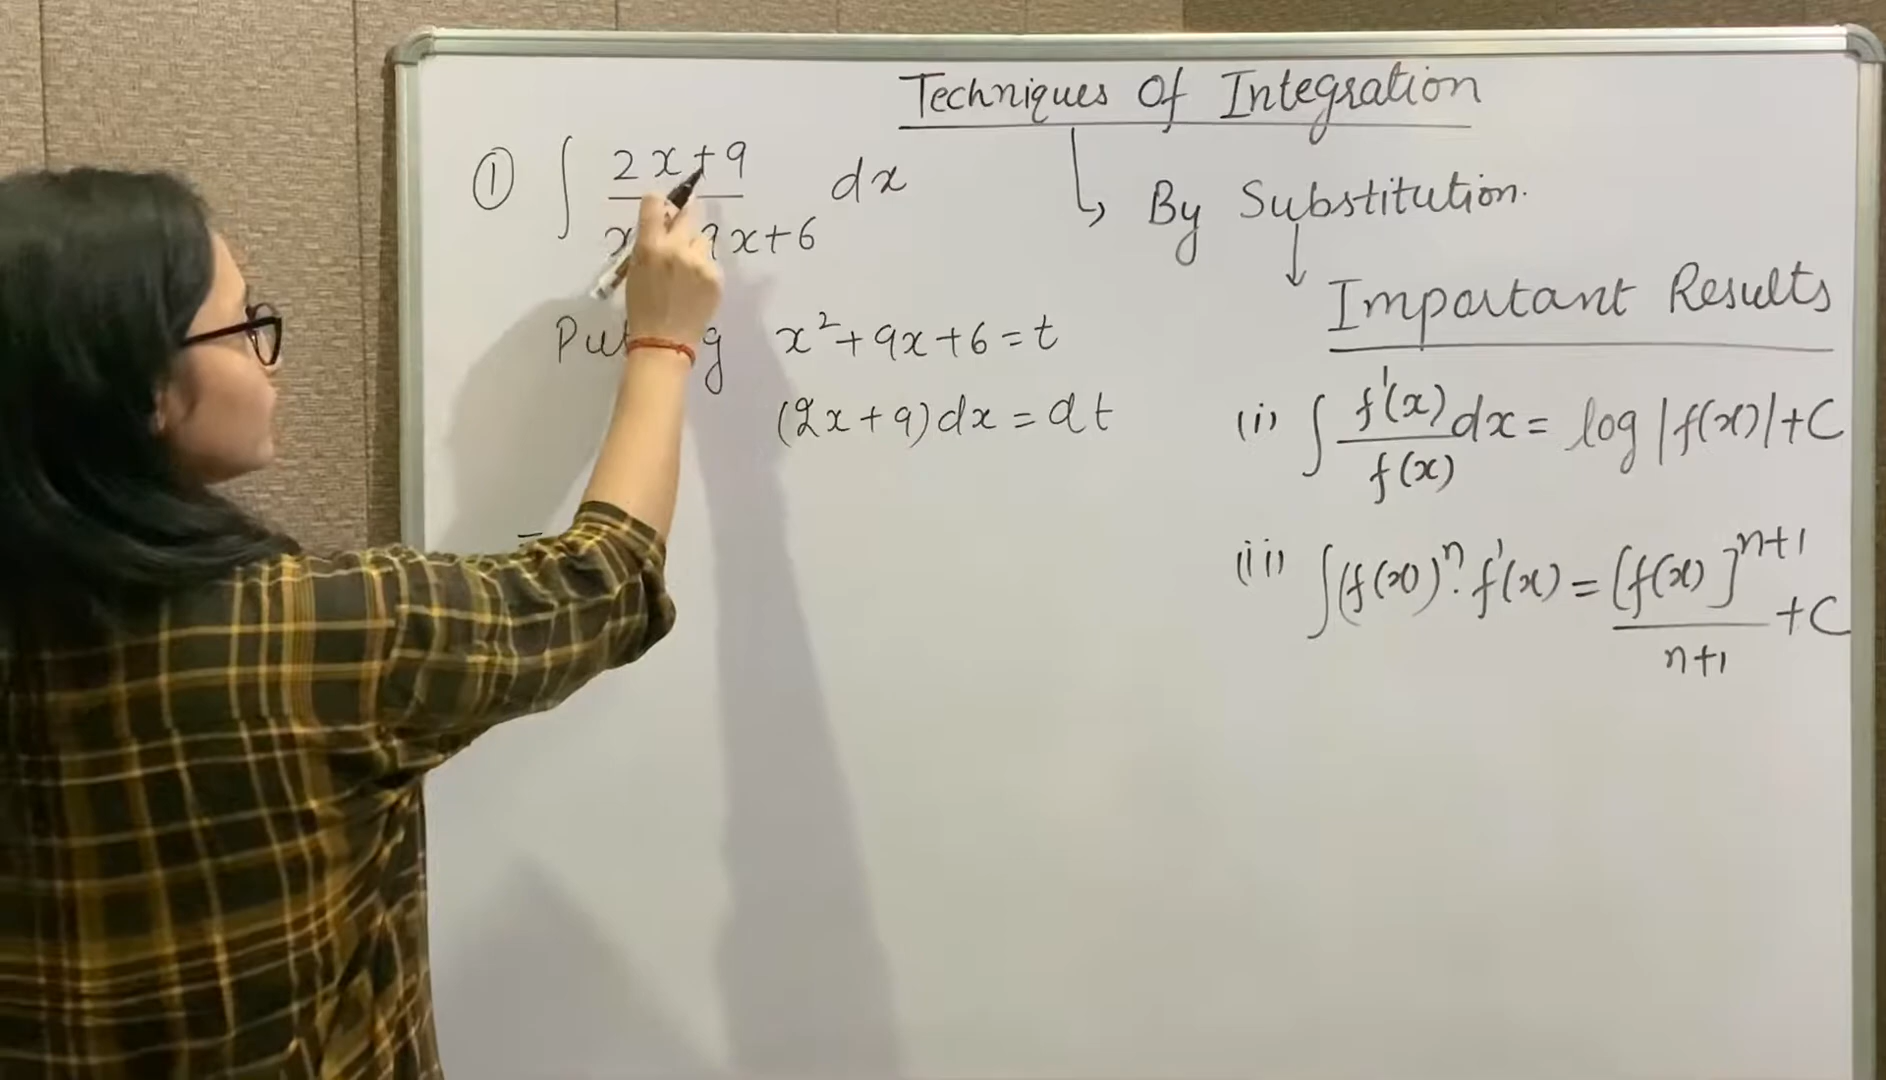 Techniques Of Integration
↳ By Substitution.
↓
Important Results
① ∫ 2x+9 / x 9x+6 dx
x²+9x+6=t
(2x+9)dx=dt
(i) ∫ f'(x)/f(x) dx = log |f(x)|+C
(ii) ∫(f(x))ⁿ. f'(x) = [f(x)]ⁿ⁺¹/n+1 +C